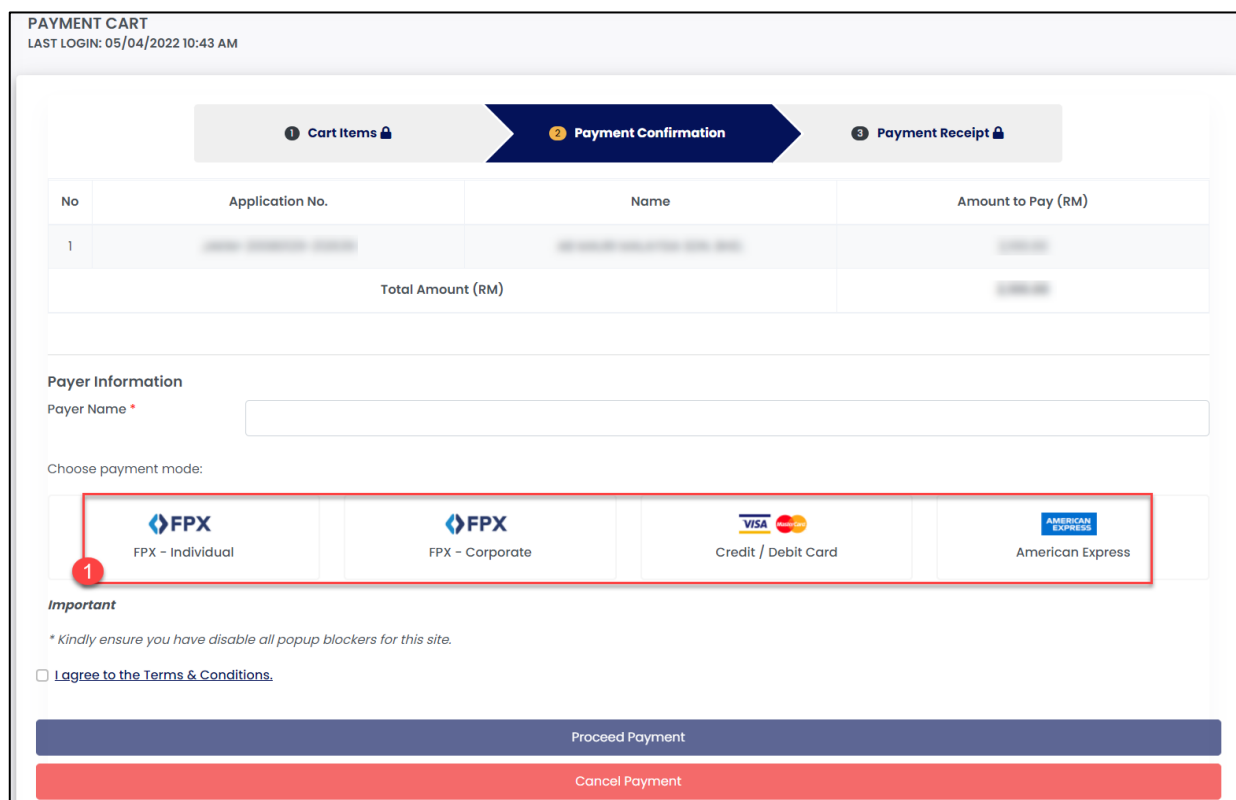 PAYMENT CART
LAST LOGIN: 05/04/2022 10:43 AM
1 Cart Items 2 Payment Confirmation 3 Payment Receipt
No Application No. Name Amount to Pay (RM)
1
Total Amount (RM)
Payer Information
Payer Name *
Choose payment mode:
FPX FPX VISA MasterCard AMERICAN EXPRESS
FPX - Individual FPX - Corporate Credit / Debit Card American Express
1
Important
* Kindly ensure you have disable all popup blockers for this site.
I agree to the Terms & Conditions.
Proceed Payment
Cancel Payment